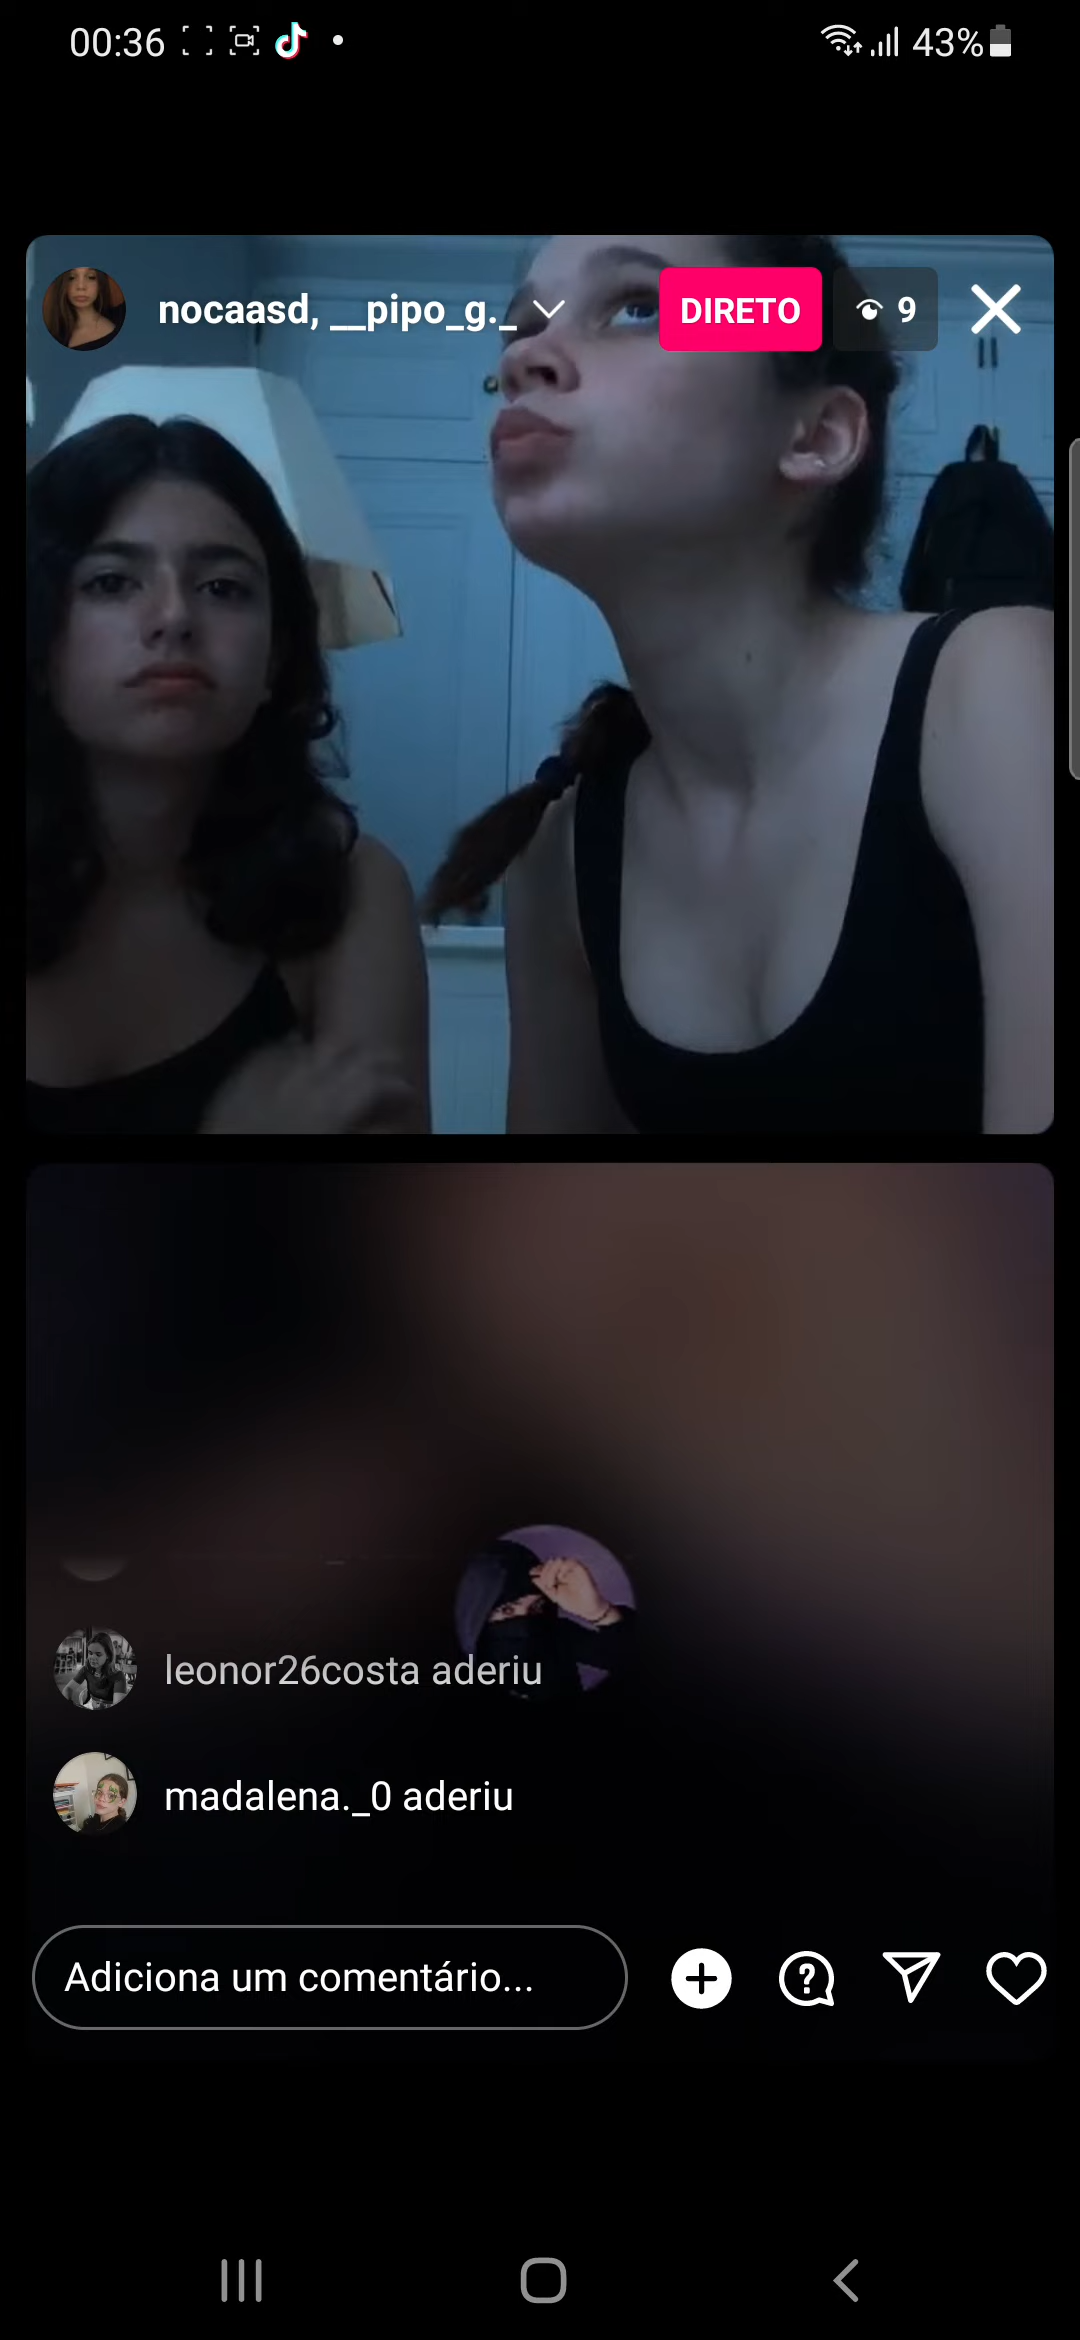 00:36
43%
nocaasd, __pipo_g._
DIRETO
9
leonor26costa aderiu
madalena._0 aderiu
Adiciona um comentário...